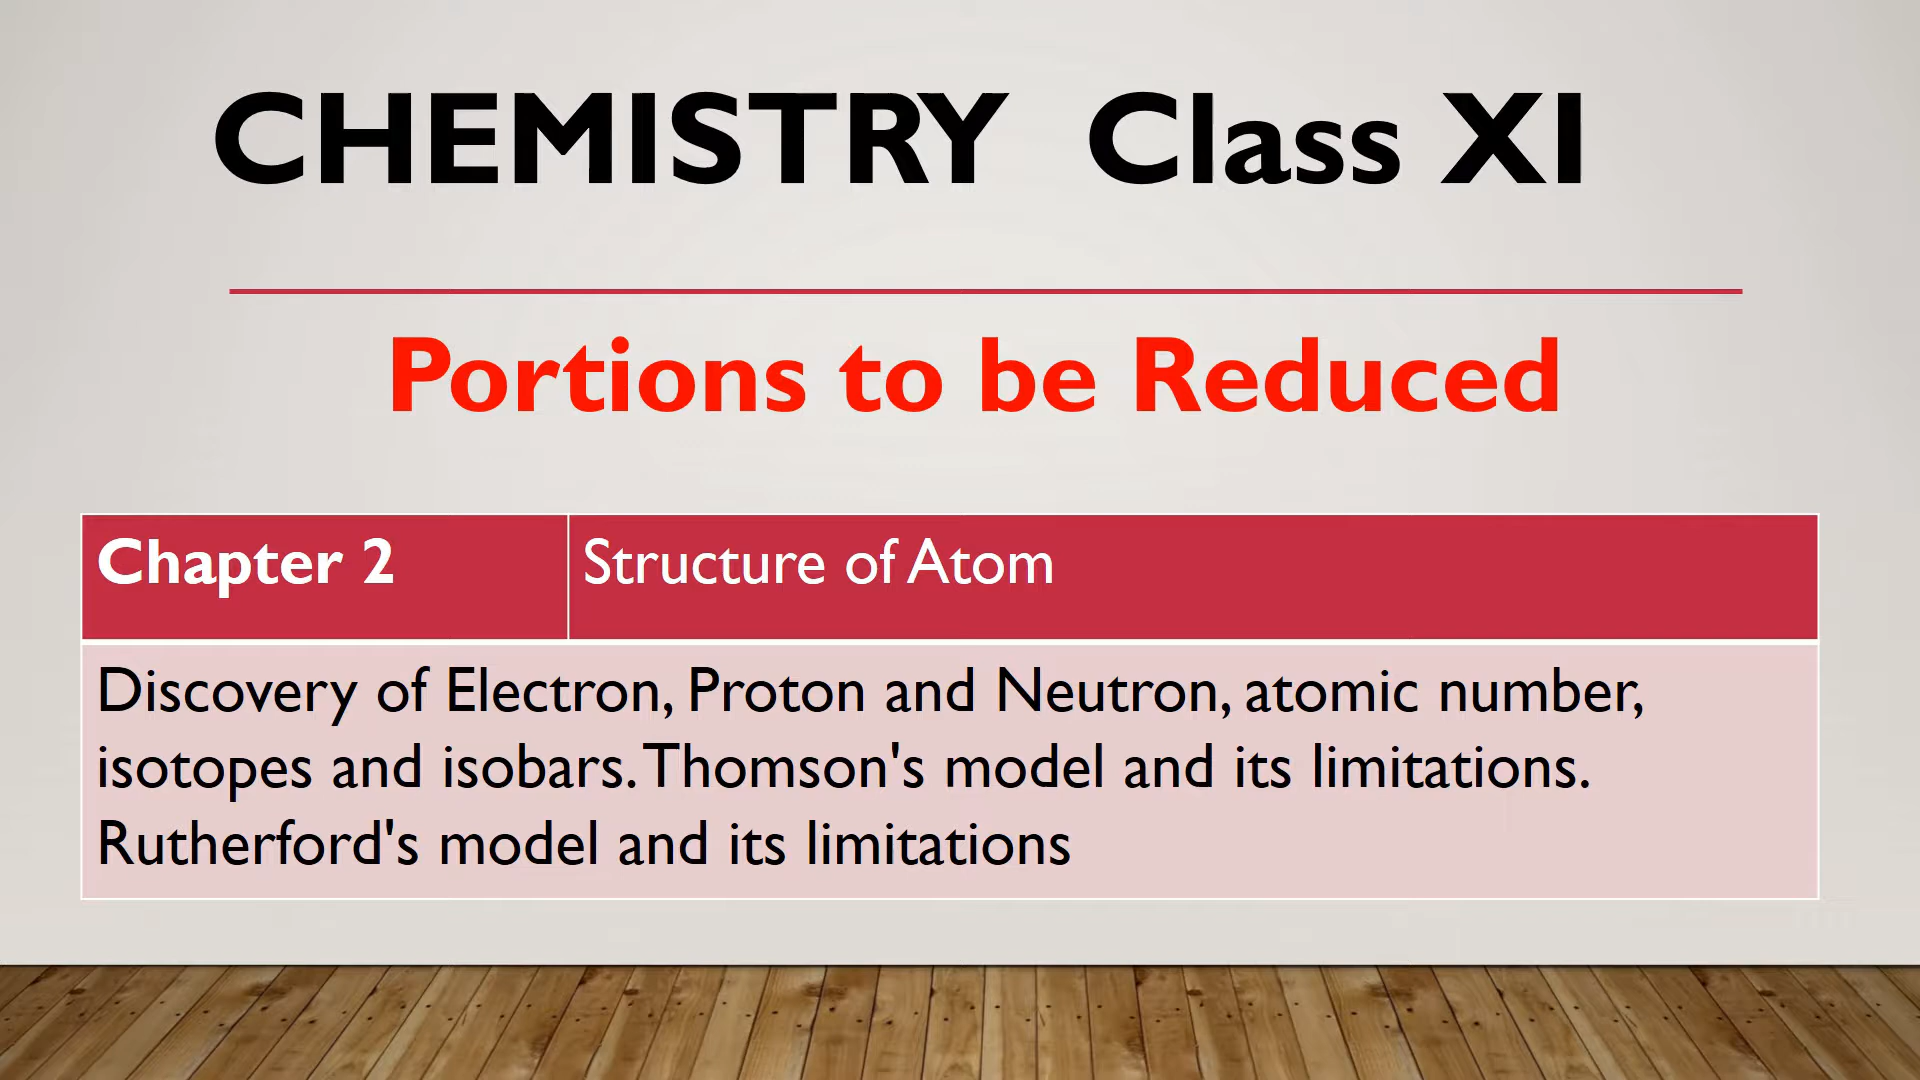 CHEMISTRY Class XI
Portions to be Reduced
Chapter 2 Structure of Atom
Discovery of Electron, Proton and Neutron, atomic number,
isotopes and isobars. Thomson's model and its limitations.
Rutherford's model and its limitations